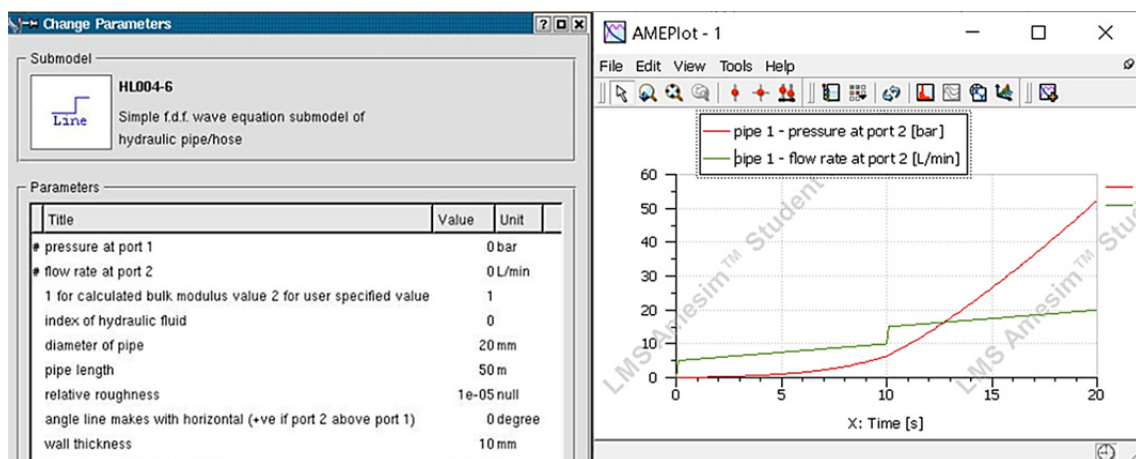 Change Parameters
Submodel
HL004-6
Line
Simple f.d.f. wave equation submodel of
hydraulic pipe/hose
Parameters
Title Value Unit
# pressure at port 1 0 bar
# flow rate at port 2 0 L/min
1 for calculated bulk modulus value 2 for user specified value 1
index of hydraulic fluid 0
diameter of pipe 20 mm
pipe length 50 m
relative roughness 1e-05 null
angle line makes with horizontal (+ve if port 2 above port 1) 0 degree
wall thickness 10 mm
AMEPlot - 1
File Edit View Tools Help
pipe 1 - pressure at port 2 [bar]
pipe 1 - flow rate at port 2 [L/min]
60
50
40
30
20
10
0
0 5 10 15 20
X: Time [s]
LMS Amesim™ Student
LMS Amesim™ Stu